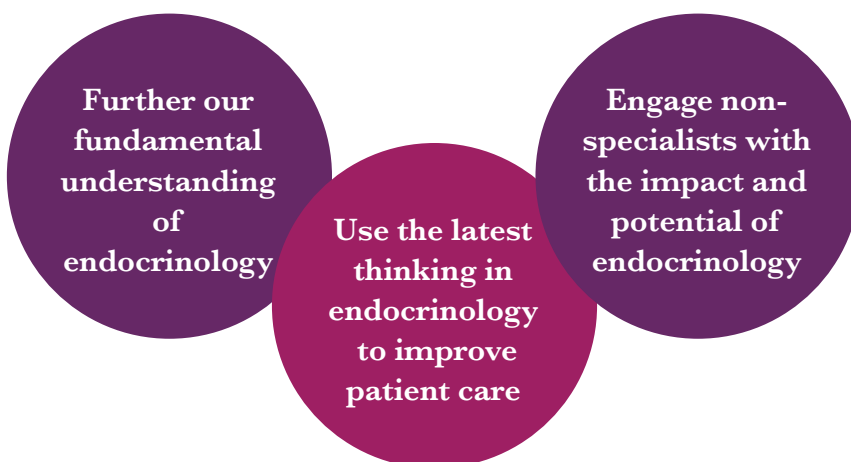 Further our
fundamental
understanding
of
endocrinology
Use the latest
thinking in
endocrinology
to improve
patient care
Engage non-
specialists with
the impact and
potential of
endocrinology